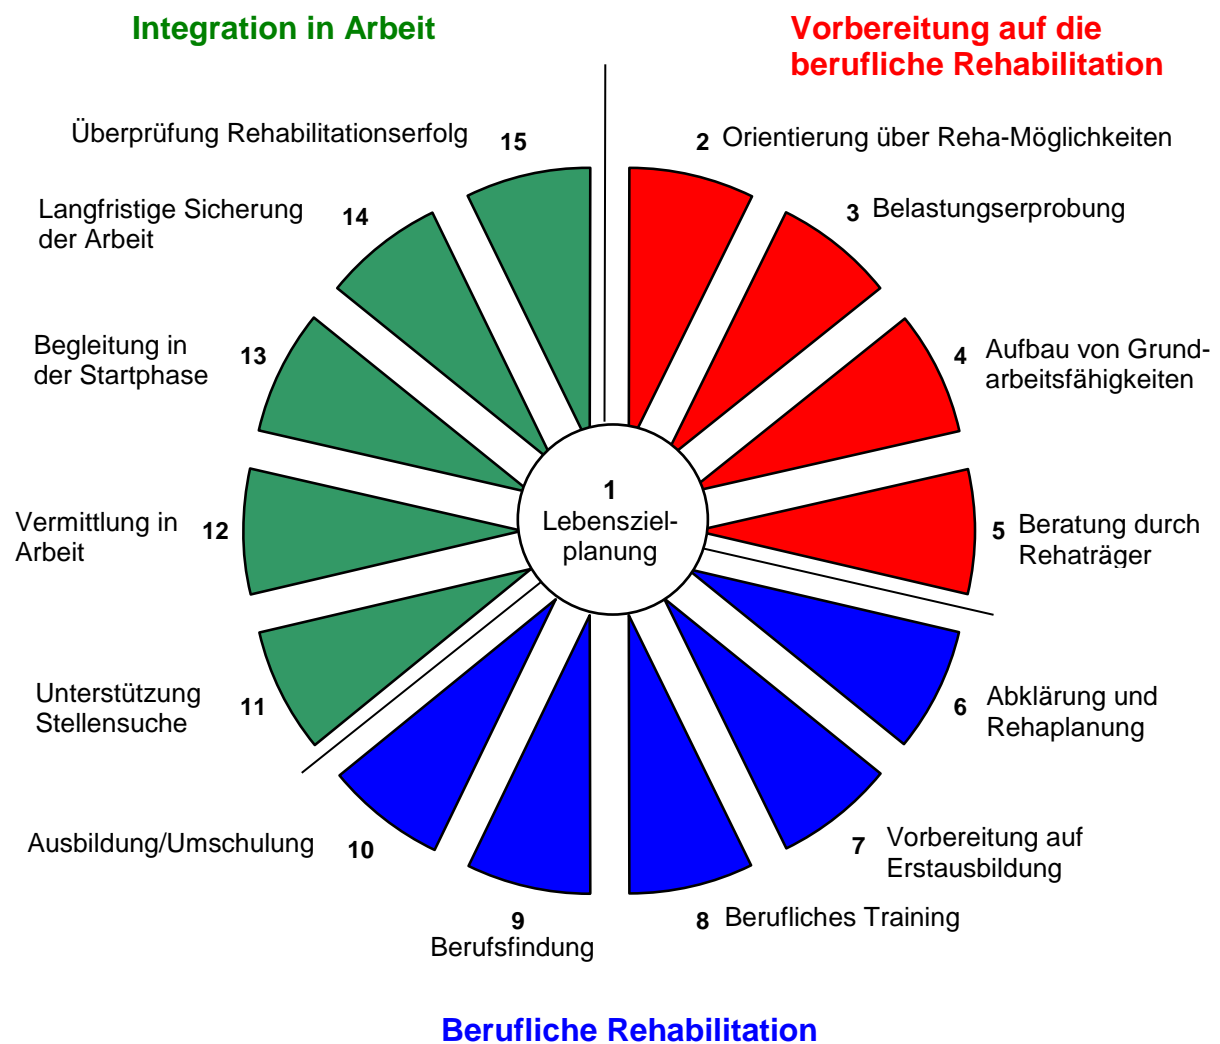 Integration in Arbeit
Vorbereitung auf die
berufliche Rehabilitation
1
Lebensziel-
planung
2 Orientierung über Reha-Möglichkeiten
3 Belastungserprobung
4 Aufbau von Grund-
arbeitsfähigkeiten
5 Beratung durch
Rehaträger
6 Abklärung und
Rehaplanung
7 Vorbereitung auf
Erstausbildung
8 Berufliches Training
9
Berufsfindung
Ausbildung/Umschulung 10
Unterstützung 11
Stellensuche
Vermittlung in 12
Arbeit
Begleitung in 13
der Startphase
Langfristige Sicherung 14
der Arbeit
Überprüfung Rehabilitationserfolg 15
Berufliche Rehabilitation